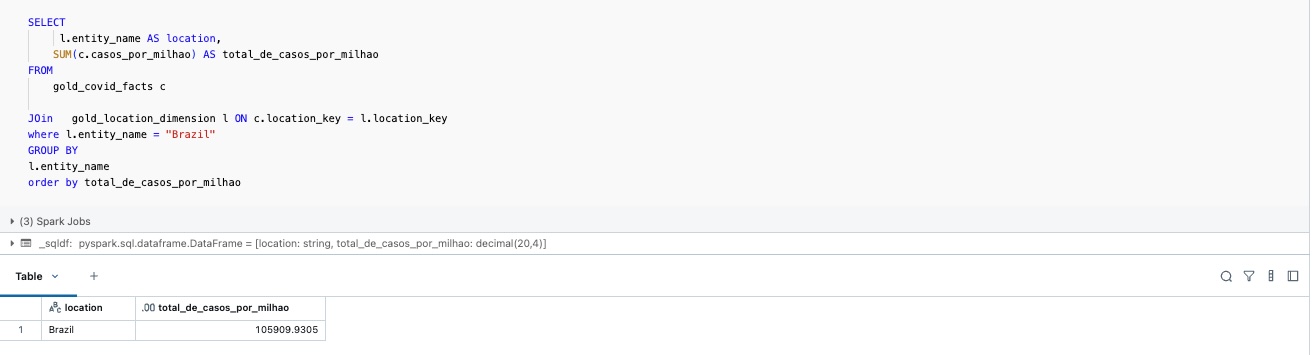 SELECT
l.entity_name AS location,
SUM(c.casos_por_milhao) AS total_de_casos_por_milhao
FROM
gold_covid_facts c
JOin gold_location_dimension l ON c.location_key = l.location_key
where l.entity_name = "Brazil"
GROUP BY
l.entity_name
order by total_de_casos_por_milhao
(3) Spark Jobs
_sqldf: pyspark.sql.dataframe.DataFrame = [location: string, total_de_casos_por_milhao: decimal(20,4)]
Table +
ABC location .00 total_de_casos_por_milhao
1 Brazil 105909.9305